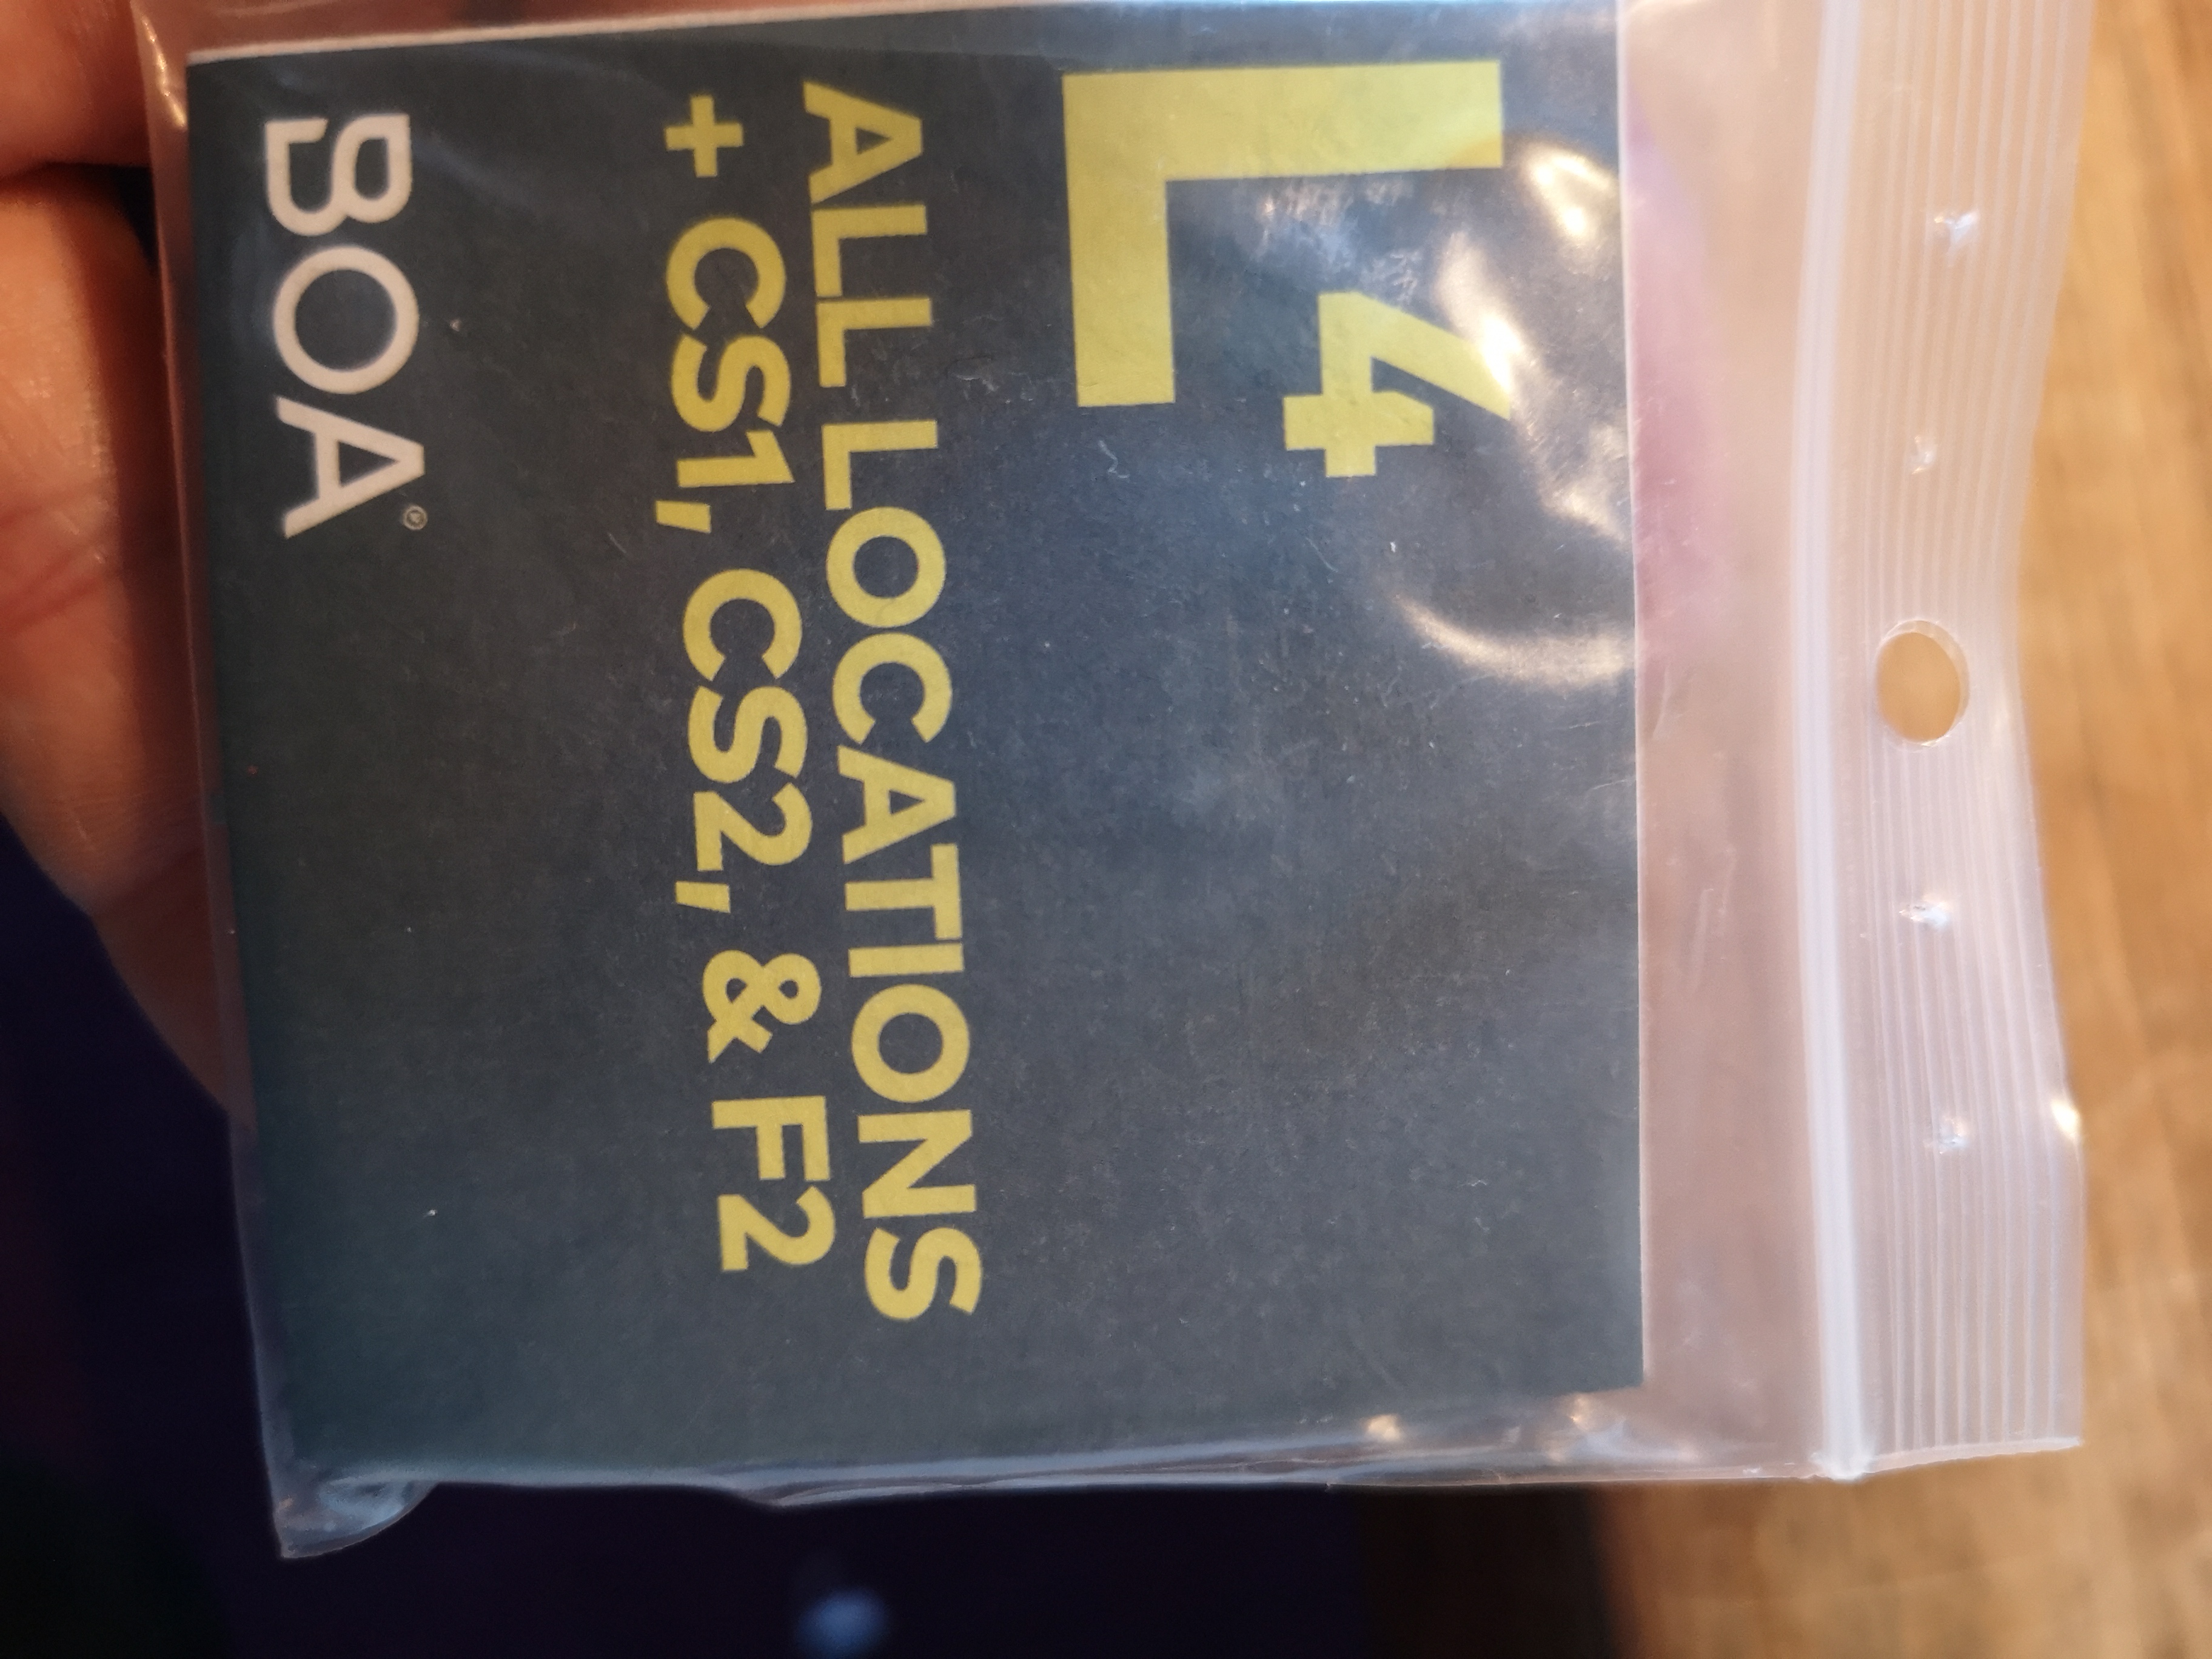 L4
ALL LOCATIONS
+ CS1, CS2, & F2
BOA®